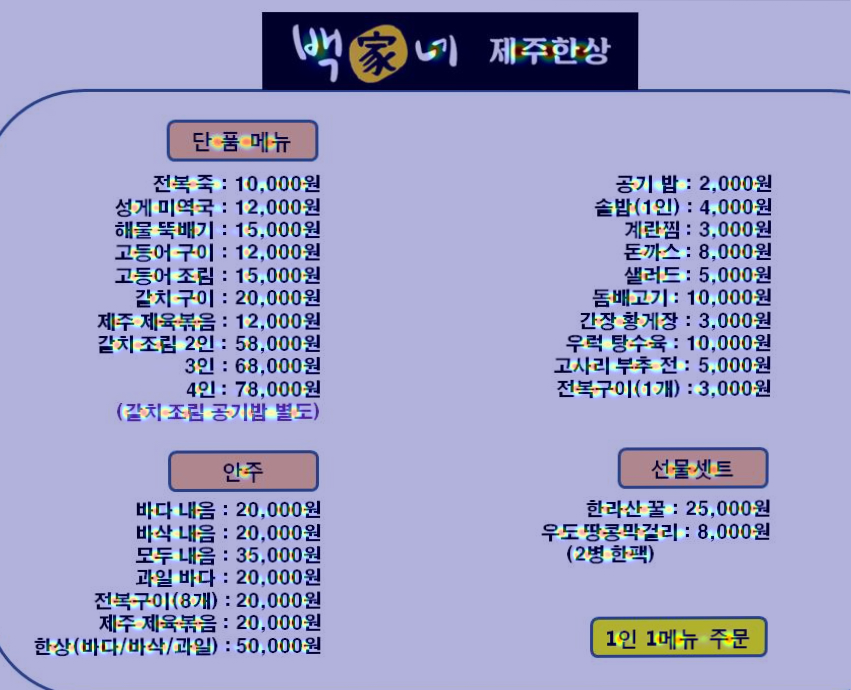 백家네 제주한상
단품메뉴
전복죽 : 10,000원
성게미역국 : 12,000원
해물 뚝배기 : 15,000원
고등어 구이 : 12,000원
고등어 조림 : 15,000원
갈치구이 : 20,000원
제주 제육볶음 : 12,000원
갈치 조림 2인 : 58,000원
3인 : 68,000원
4인 : 78,000원
(갈치 조림 공기밥 별도)
공기 밥 : 2,000원
솥밥(1인) : 4,000원
계란찜 : 3,000원
돈까스 : 8,000원
샐러드 : 5,000원
돔배고기 : 10,000원
간장 황게장 : 3,000원
우럭 탕수육 : 10,000원
고사리 부추 전 : 5,000원
전복구이(1개) : 3,000원
안주
바다 내음 : 20,000원
바삭 내음 : 20,000원
모두 내음 : 35,000원
과일 바다 : 20,000원
전복구이(8개) : 20,000원
제주 제육볶음 : 20,000원
한상(바다/바삭/과일) : 50,000원
선물셋트
한라산 꿀 : 25,000원
우도 땅콩막걸리 : 8,000원
(2병 한팩)
1인 1메뉴 주문